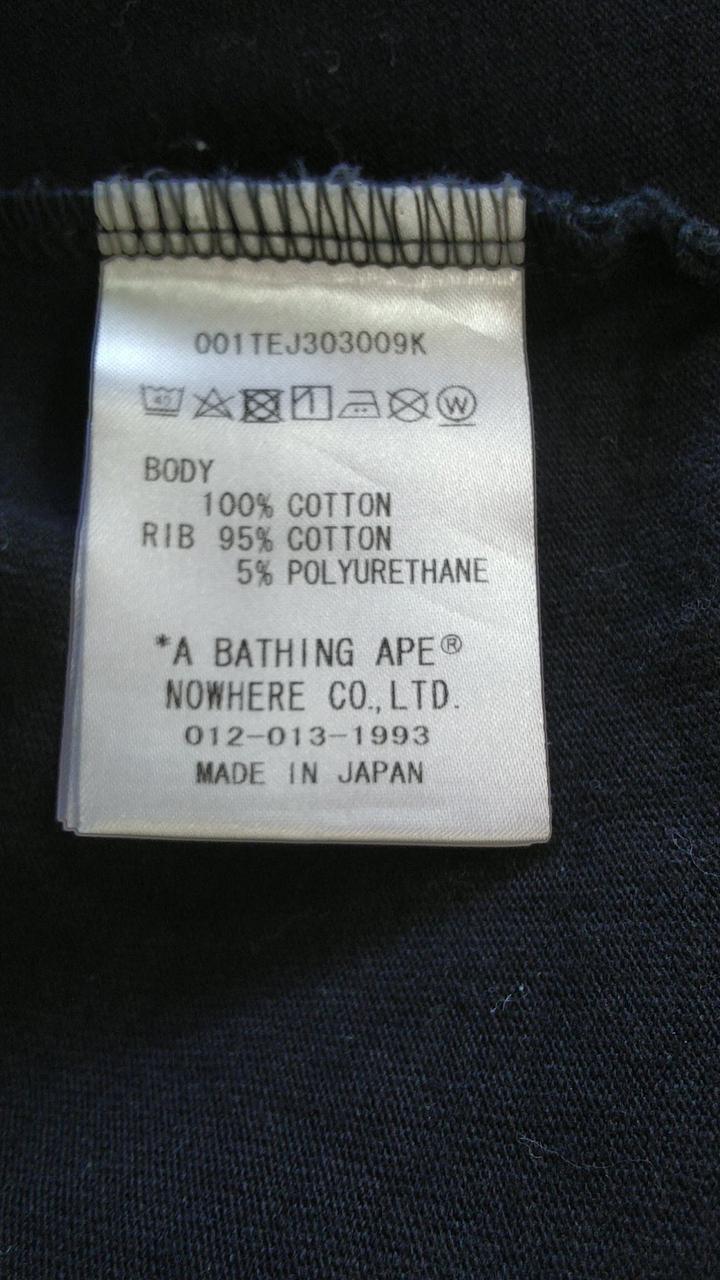 001TEJ303009K
40
W
BODY
100% COTTON
RIB 95% COTTON
5% POLYURETHANE
*A BATHING APE®
NOWHERE CO.,LTD.
012-013-1993
MADE IN JAPAN